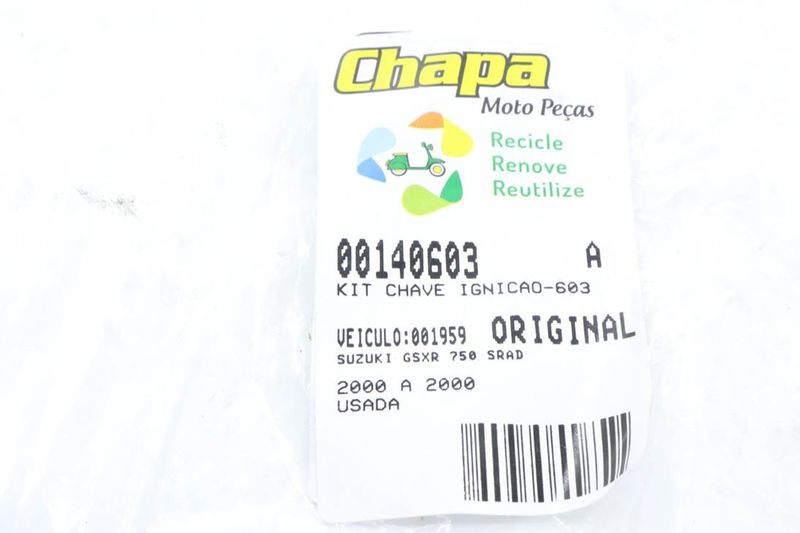 Chapa
Moto Peças
Recicle
Renove
Reutilize
00140603 A
KIT CHAVE IGNICAO-603
VEICULO:001959 ORIGINAL
SUZUKI GSXR 750 SRAD
2000 A 2000
USADA